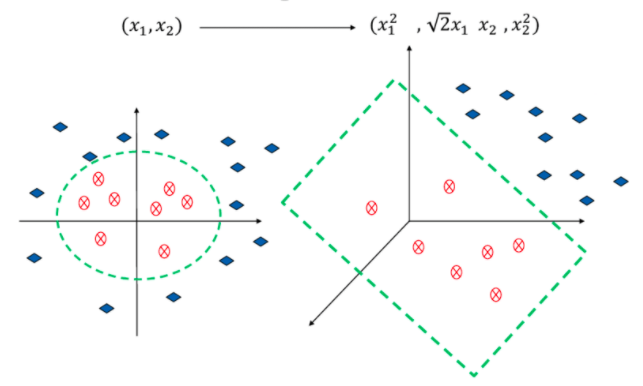 (x₁, x₂) ⟶ (x₁², √2x₁ x₂, x₂²)